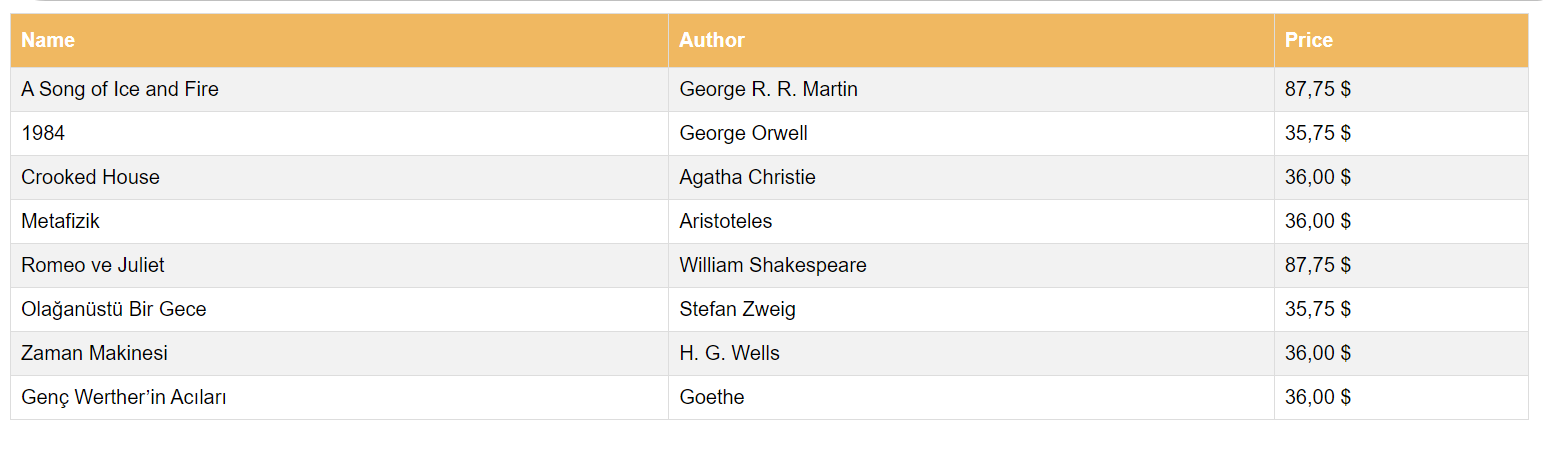 Name Author Price
A Song of Ice and Fire George R. R. Martin 87,75 $
1984 George Orwell 35,75 $
Crooked House Agatha Christie 36,00 $
Metafizik Aristoteles 36,00 $
Romeo ve Juliet William Shakespeare 87,75 $
Olağanüstü Bir Gece Stefan Zweig 35,75 $
Zaman Makinesi H. G. Wells 36,00 $
Genç Werther’in Acıları Goethe 36,00 $